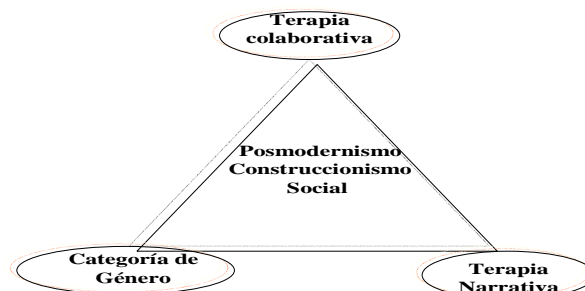 Terapia
colaborativa
Posmodernismo
Construccionismo
Social
Categoría de
Género
Terapia
Narrativa